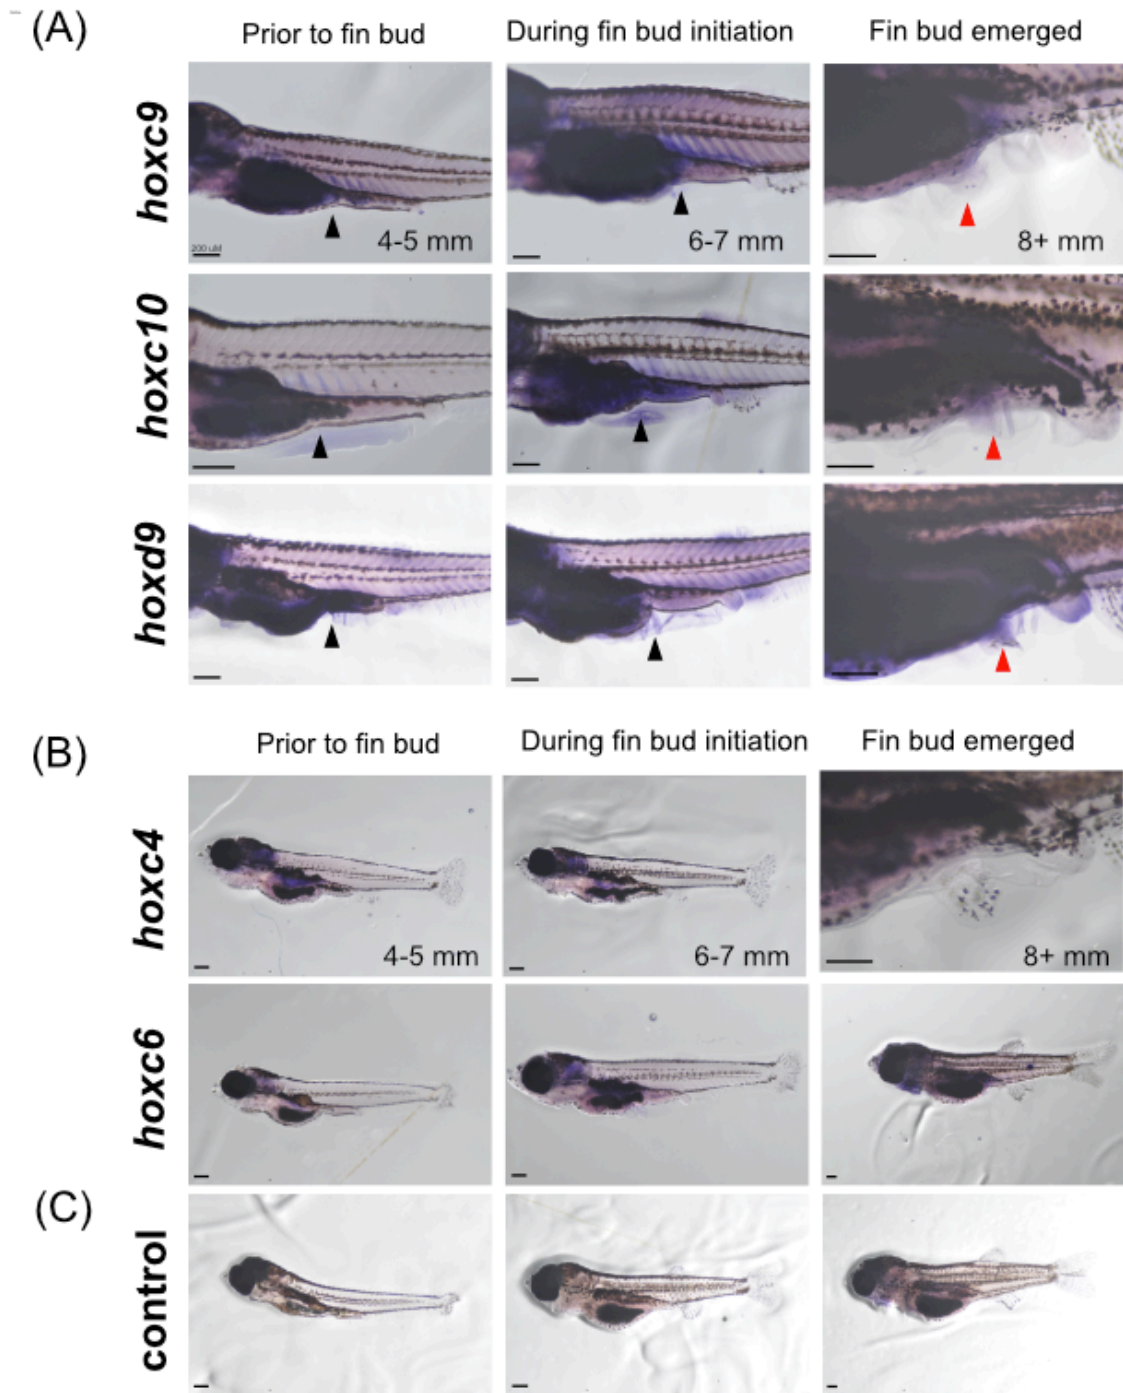 (A)
Prior to fin bud
During fin bud initiation
Fin bud emerged
hoxc9
200 uM
4-5 mm
6-7 mm
8+ mm
hoxc10
hoxd9
(B)
Prior to fin bud
During fin bud initiation
Fin bud emerged
hoxc4
4-5 mm
6-7 mm
8+ mm
hoxc6
(C)
control